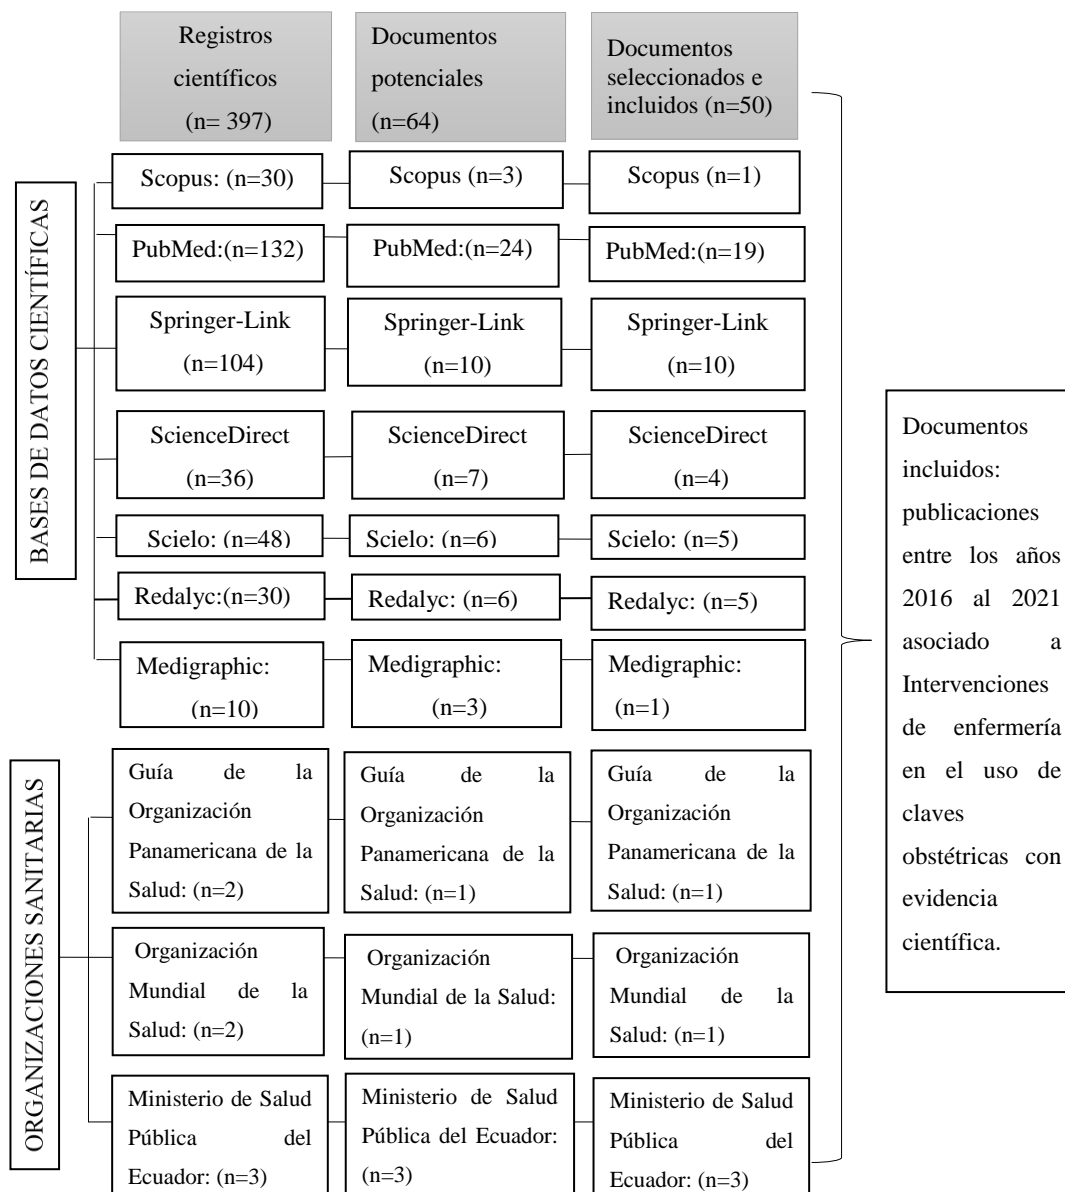 Registros
científicos
(n= 397)
Documentos
potenciales
(n=64)
Documentos
seleccionados e
incluidos (n=50)
BASES DE DATOS CIENTÍFICAS
Scopus: (n=30)
Scopus (n=3)
Scopus (n=1)
PubMed:(n=132)
PubMed:(n=24)
PubMed:(n=19)
Springer-Link
(n=104)
Springer-Link
(n=10)
Springer-Link
(n=10)
ScienceDirect
(n=36)
ScienceDirect
(n=7)
ScienceDirect
(n=4)
Scielo: (n=48)
Scielo: (n=6)
Scielo: (n=5)
Redalyc:(n=30)
Redalyc: (n=6)
Redalyc: (n=5)
Medigraphic:
(n=10)
Medigraphic:
(n=3)
Medigraphic:
(n=1)
ORGANIZACIONES SANITARIAS
Guía de la
Organización
Panamericana de la
Salud: (n=2)
Guía de la
Organización
Panamericana de la
Salud: (n=1)
Guía de la
Organización
Panamericana de la
Salud: (n=1)
Organización
Mundial de la
Salud: (n=2)
Organización
Mundial de la Salud:
(n=1)
Organización
Mundial de la
Salud: (n=1)
Ministerio de Salud
Pública del
Ecuador: (n=3)
Ministerio de Salud
Pública del Ecuador:
(n=3)
Ministerio de Salud
Pública del
Ecuador: (n=3)
Documentos
incluidos:
publicaciones
entre los años
2016 al 2021
asociado a
Intervenciones
de enfermería
en el uso de
claves
obstétricas con
evidencia
científica.